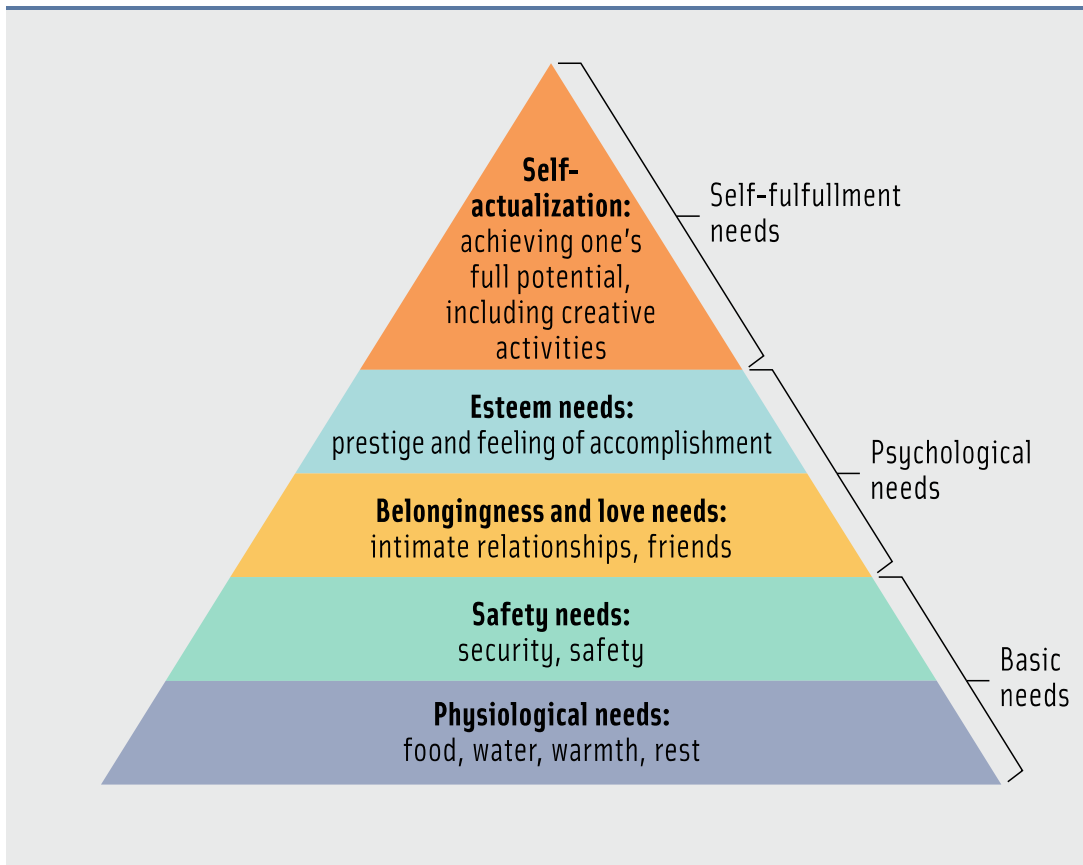 Self-
actualization:
achieving one's
full potential,
including creative
activities
Self-fulfullment
needs
Esteem needs:
prestige and feeling of accomplishment
Psychological
needs
Belongingness and love needs:
intimate relationships, friends
Safety needs:
security, safety
Basic
needs
Physiological needs:
food, water, warmth, rest